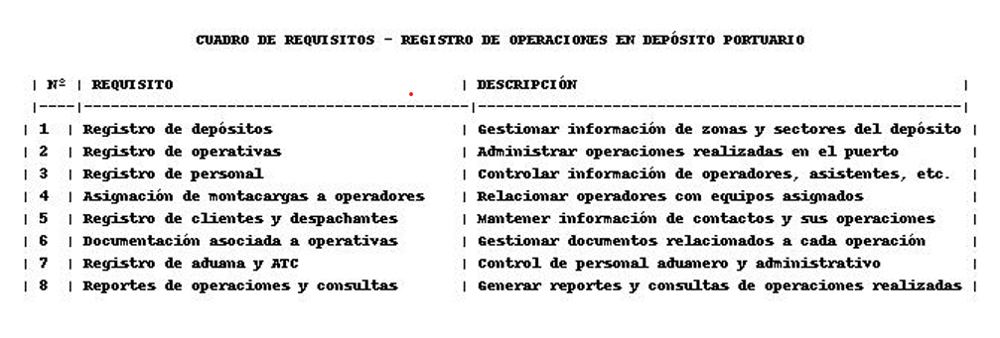 CUADRO DE REQUISITOS - REGISTRO DE OPERACIONES EN DEPÓSITO PORTUARIO
| Nº | REQUISITO | DESCRIPCIÓN |
|----|-------------------------------------------|------------------------------------------------------|
| 1 | Registro de depósitos | Gestionar información de zonas y sectores del depósito |
| 2 | Registro de operativas | Administrar operaciones realizadas en el puerto |
| 3 | Registro de personal | Controlar información de operadores, asistentes, etc. |
| 4 | Asignación de montacargas a operadores | Relacionar operadores con equipos asignados |
| 5 | Registro de clientes y despachantes | Mantener información de contactos y sus operaciones |
| 6 | Documentación asociada a operativas | Gestionar documentos relacionados a cada operación |
| 7 | Registro de aduana y ATC | Control de personal aduanero y administrativo |
| 8 | Reportes de operaciones y consultas | Generar reportes y consultas de operaciones realizadas |